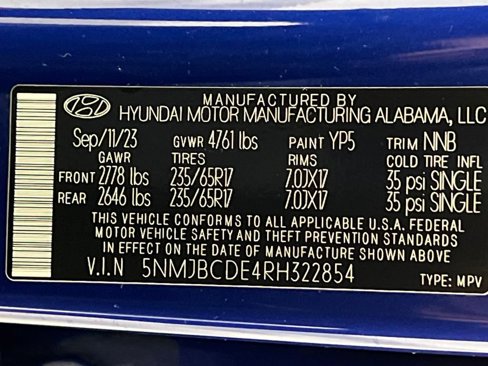 MANUFACTURED BY
HYUNDAI MOTOR MANUFACTURING ALABAMA, LLC
Sep/11/23 GVWR 4761 lbs PAINT YP5 TRIM NNB
GAWR TIRES RIMS COLD TIRE INFL
FRONT 2778 lbs 235/65R17 7.0JX17 35 psi SINGLE
REAR 2646 lbs 235/65R17 7.0JX17 35 psi SINGLE
THIS VEHICLE CONFORMS TO ALL APPLICABLE U.S.A. FEDERAL
MOTOR VEHICLE SAFETY AND THEFT PREVENTION STANDARDS
IN EFFECT ON THE DATE OF MANUFACTURE SHOWN ABOVE
V.I.N 5NMJBCDE4RH322854 TYPE: MPV